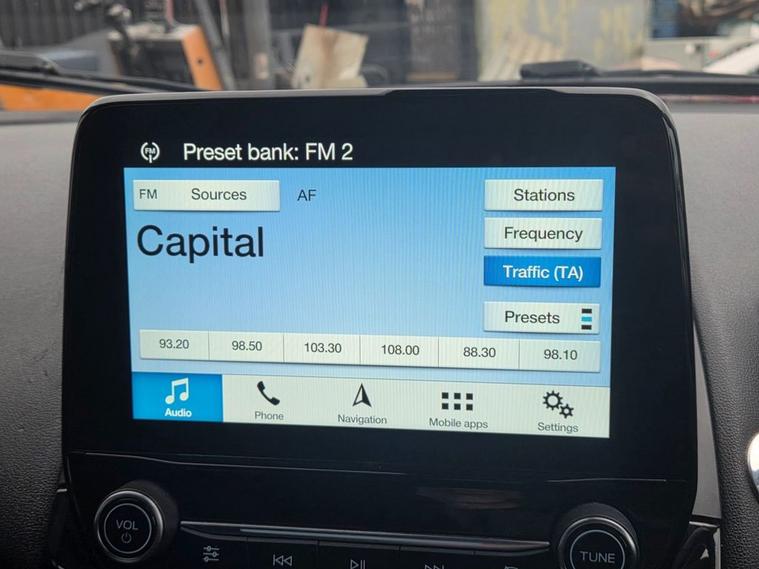 FM Preset bank: FM 2
FM Sources AF Stations
Capital
Frequency
Traffic (TA)
Presets
93.20 98.50 103.30 108.00 88.30 98.10
Audio Phone Navigation Mobile apps Settings
VOL TUNE